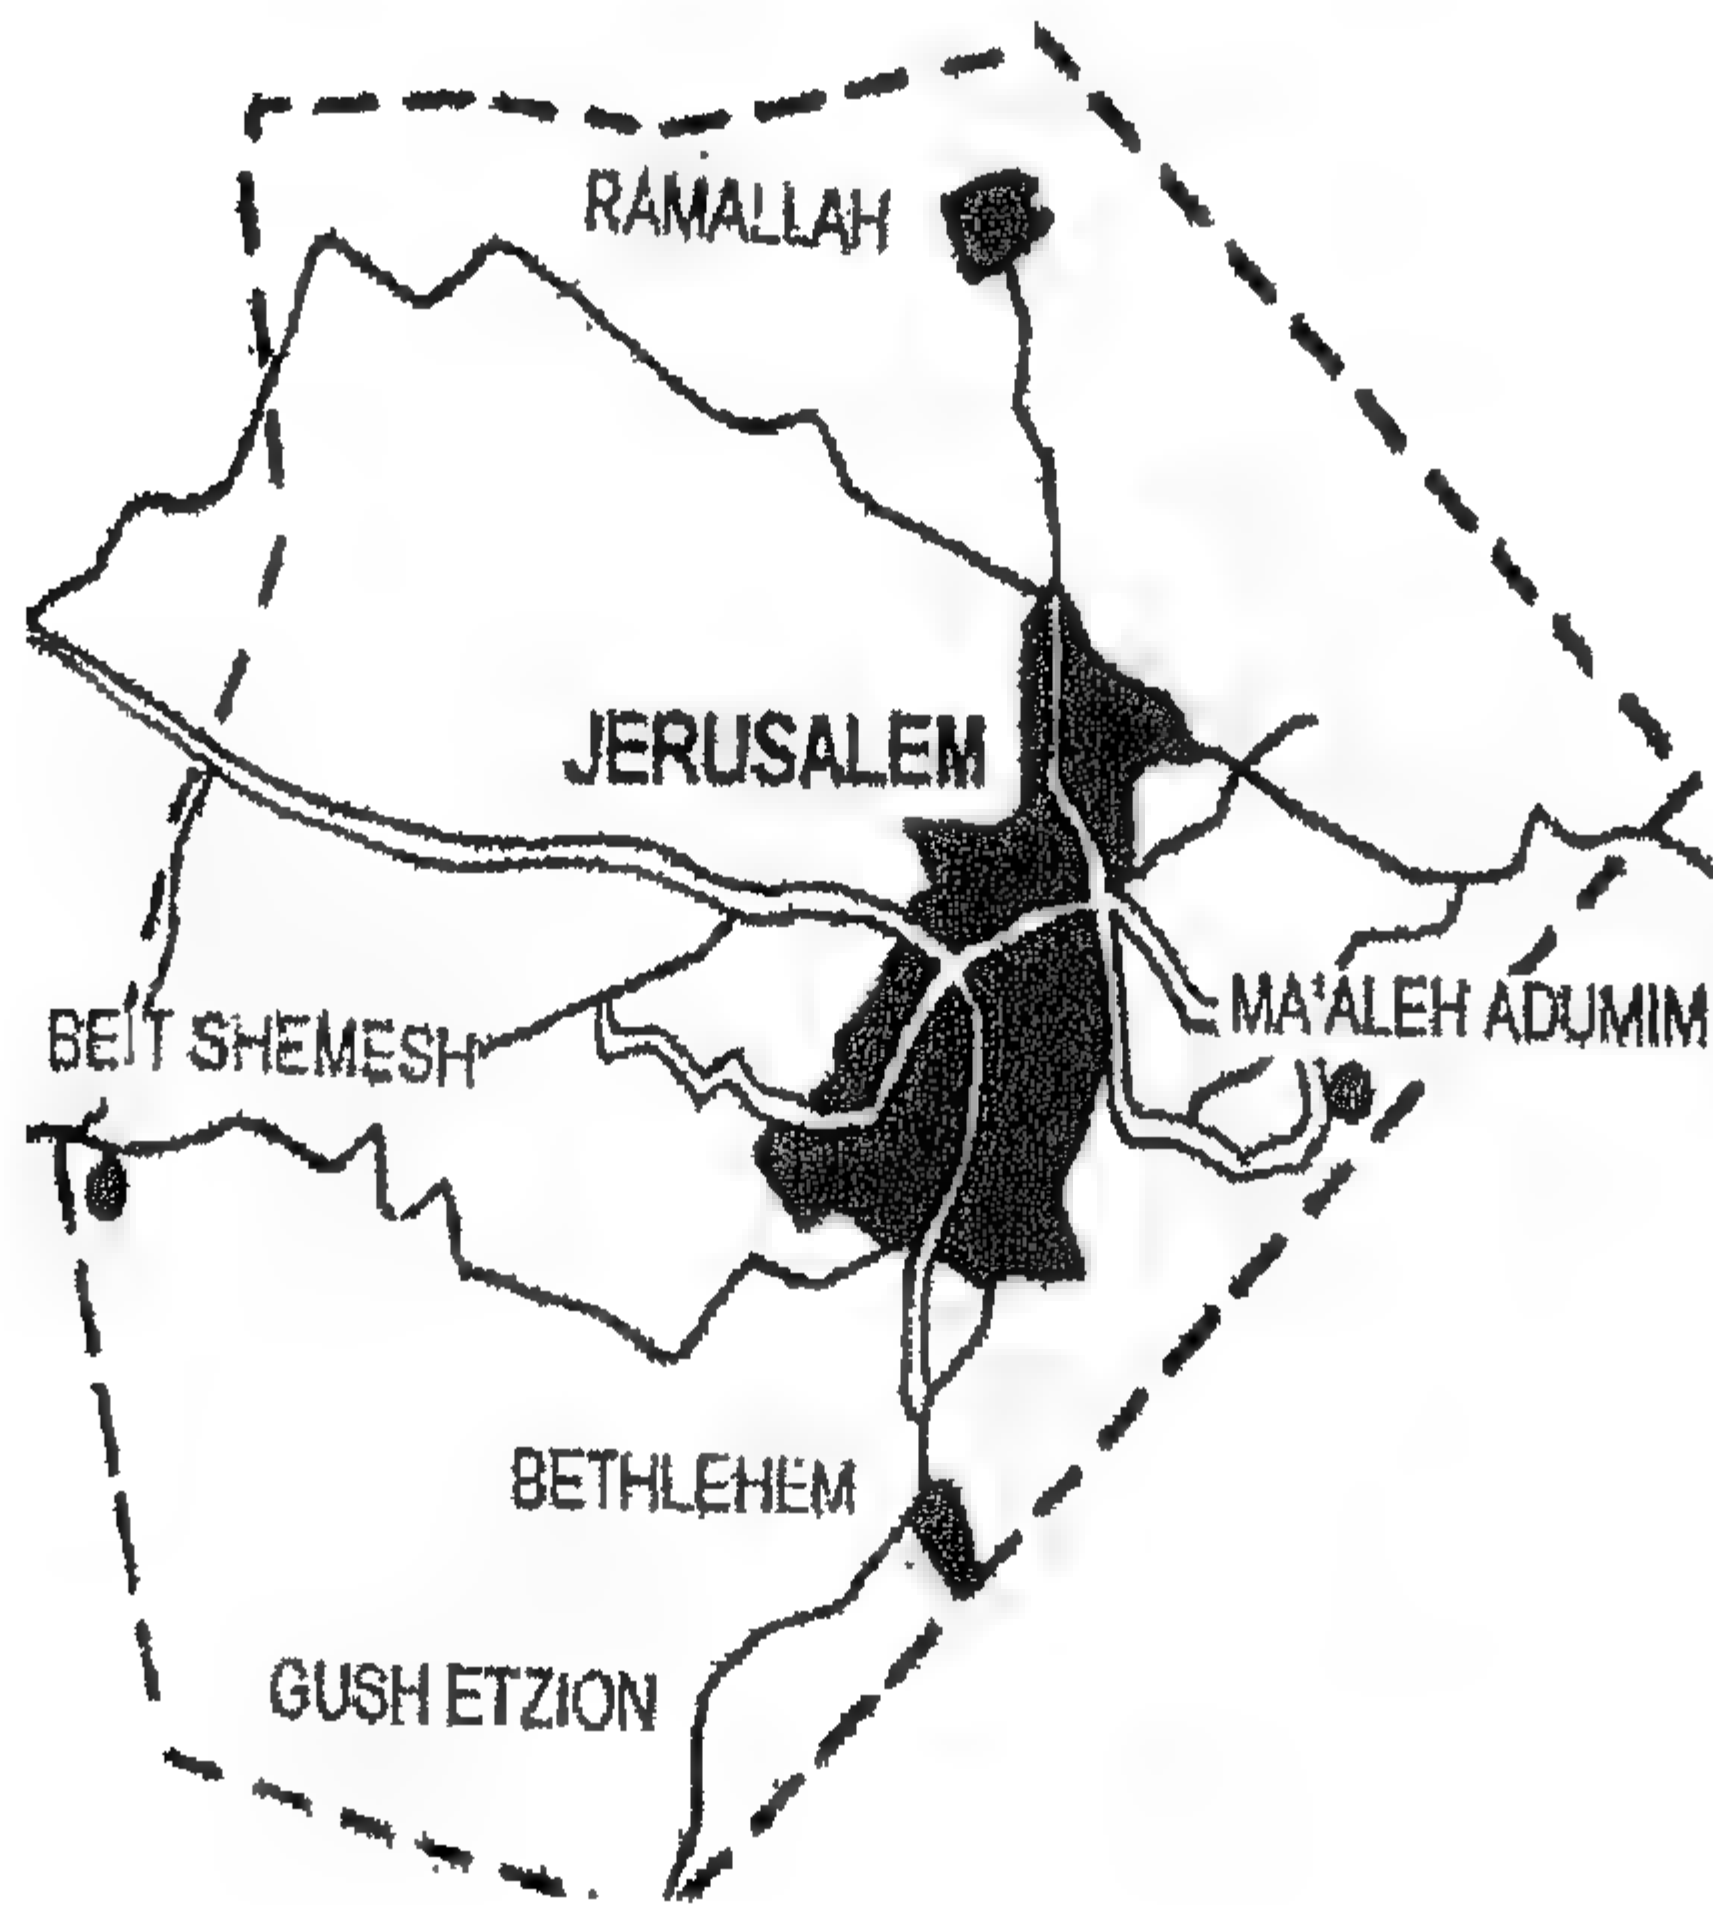 RAMALLAH
JERUSALEM
MA'ALEH ADUMIM
BEIT SHEMESH
BETHLEHEM
GUSH ETZION